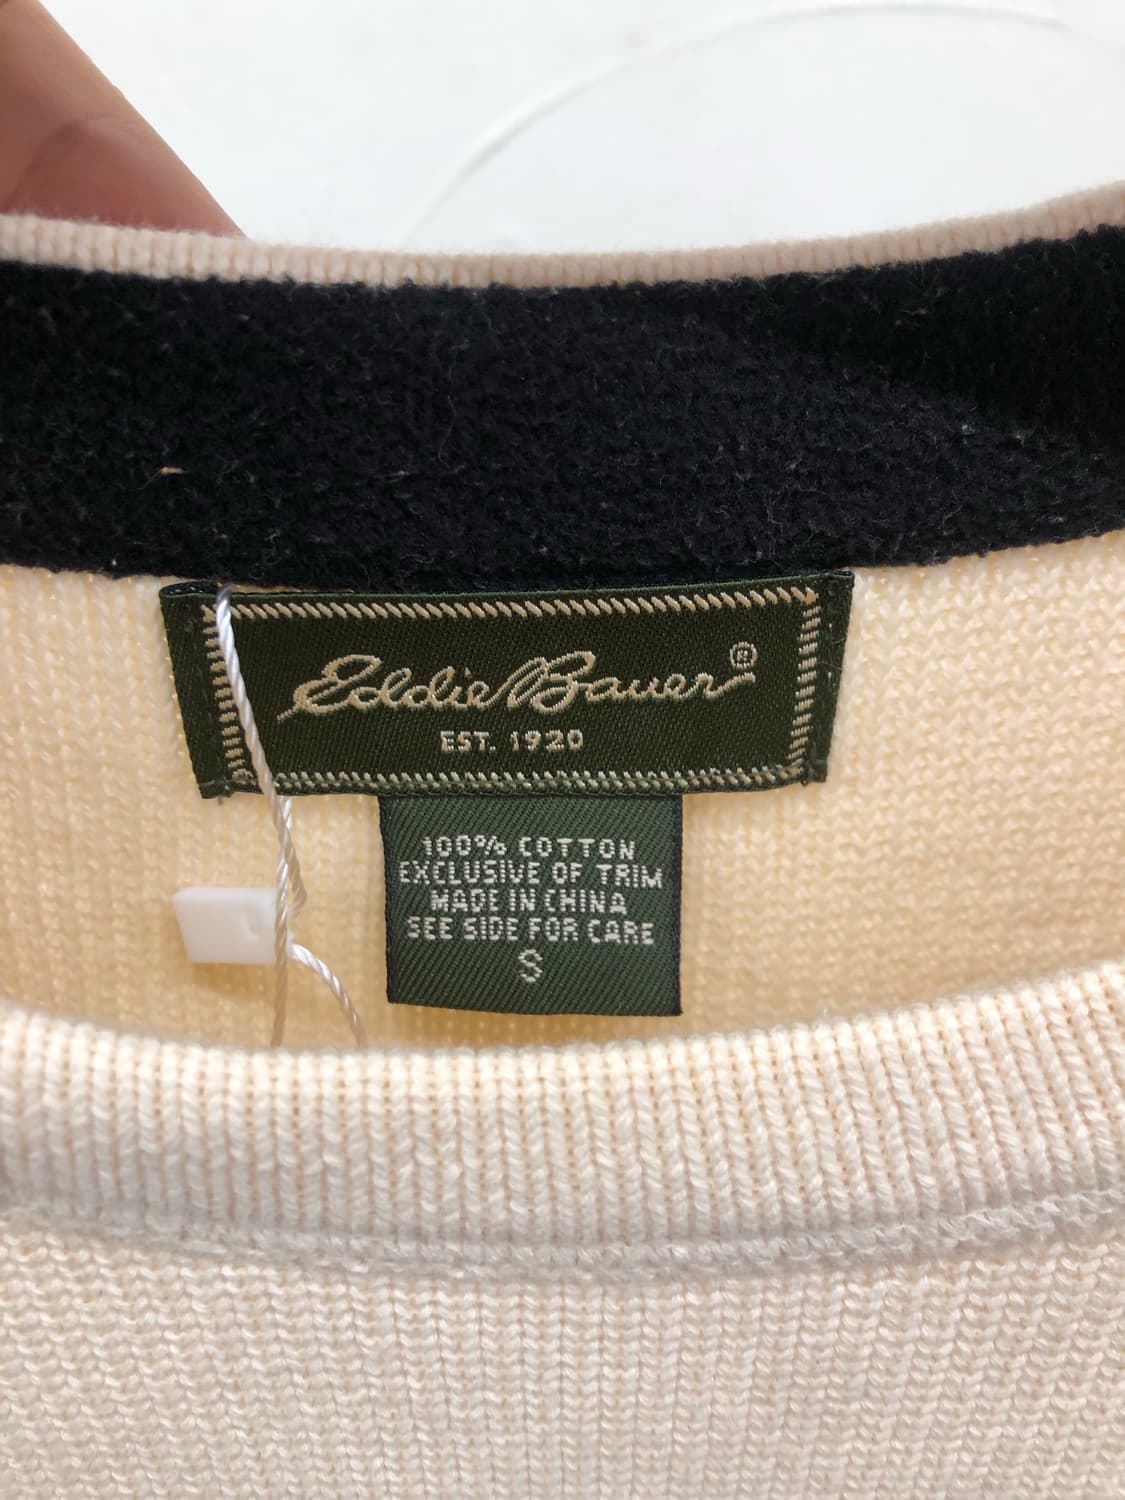 Eddie Bauer®
EST. 1920
100% COTTON
EXCLUSIVE OF TRIM
MADE IN CHINA
SEE SIDE FOR CARE
S